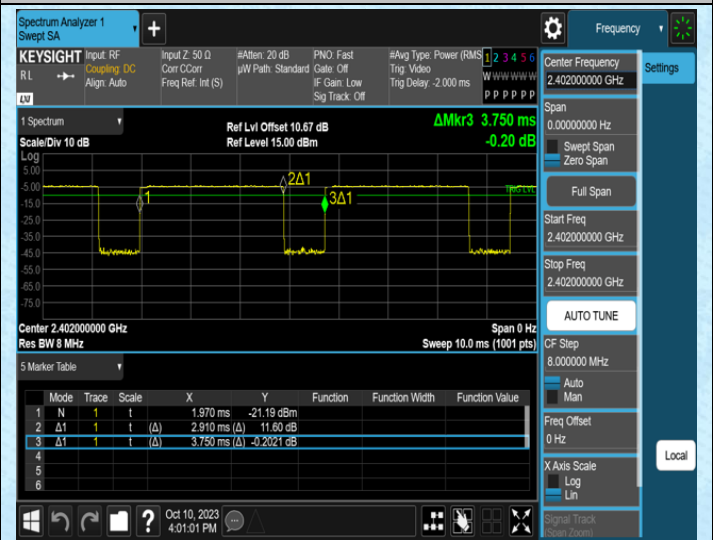 Spectrum Analyzer 1
Swept SA
+
Frequency
KEYSIGHT
RL
LXI
Input: RF
Coupling: DC
Align: Auto
Input Z: 50 Ω
Corr CCorr
Freq Ref: Int (S)
#Atten: 20 dB
µW Path: Standard
PNO: Fast
Gate: Off
IF Gain: Low
Sig Track: Off
#Avg Type: Power (RMS
Trig: Video
Trig Delay: -2.000 ms
1 2 3 4 5 6
W W W W W W
P P P P P P
1 Spectrum
Scale/Div 10 dB
Ref Lvl Offset 10.67 dB
Ref Level 15.00 dBm
ΔMkr3 3.750 ms
-0.20 dB
Log
5.00
-5.00
-15.0
-25.0
-35.0
-45.0
-55.0
-65.0
-75.0
1
2Δ1
3Δ1
TRIG LVL
Center 2.402000000 GHz
Res BW 8 MHz
Span 0 Hz
Sweep 10.0 ms (1001 pts)
5 Marker Table
Mode Trace Scale X Y Function Function Width Function Value
1 N 1 t 1.970 ms -21.19 dBm
2 Δ1 1 t (Δ) 2.910 ms (Δ) 11.60 dB
3 Δ1 1 t (Δ) 3.750 ms (Δ) -0.2021 dB
4
5
6
?
Oct 10, 2023
4:01:01 PM
Center Frequency
2.402000000 GHz
Span
0.00000000 Hz
Swept Span
Zero Span
Full Span
Start Freq
2.402000000 GHz
Stop Freq
2.402000000 GHz
AUTO TUNE
CF Step
8.000000 MHz
Auto
Man
Freq Offset
0 Hz
X Axis Scale
Log
Lin
Signal Track
(Span Zoom)
Settings
Local